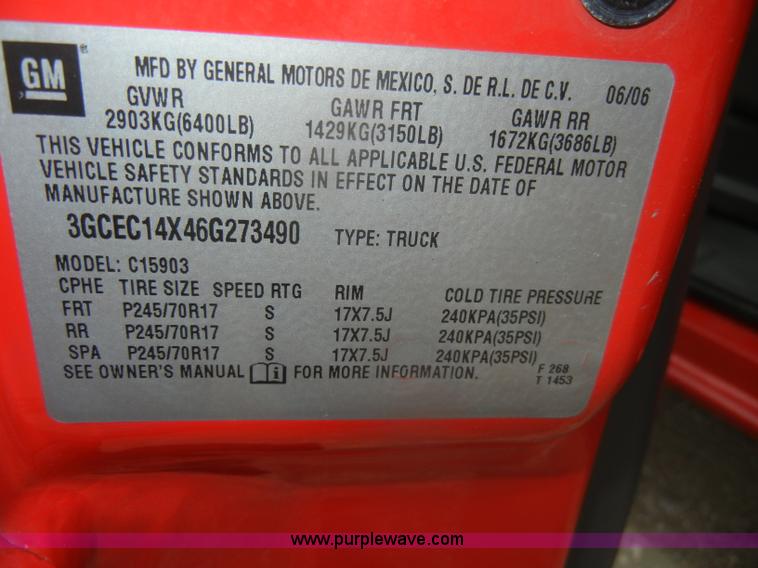 GM
MFD BY GENERAL MOTORS DE MEXICO, S. DE R.L. DE C.V. 06/06
GVWR GAWR FRT GAWR RR
2903KG(6400LB) 1429KG(3150LB) 1672KG(3686LB)
THIS VEHICLE CONFORMS TO ALL APPLICABLE U.S. FEDERAL MOTOR
VEHICLE SAFETY STANDARDS IN EFFECT ON THE DATE OF
MANUFACTURE SHOWN ABOVE.
3GCEC14X46G273490 TYPE: TRUCK
MODEL: C15903
CPHE TIRE SIZE SPEED RTG RIM COLD TIRE PRESSURE
FRT P245/70R17 S 17X7.5J 240KPA(35PSI)
RR P245/70R17 S 17X7.5J 240KPA(35PSI)
SPA P245/70R17 S 17X7.5J 240KPA(35PSI)
SEE OWNER'S MANUAL i FOR MORE INFORMATION. F 268
T 1453
www.purplewave.com